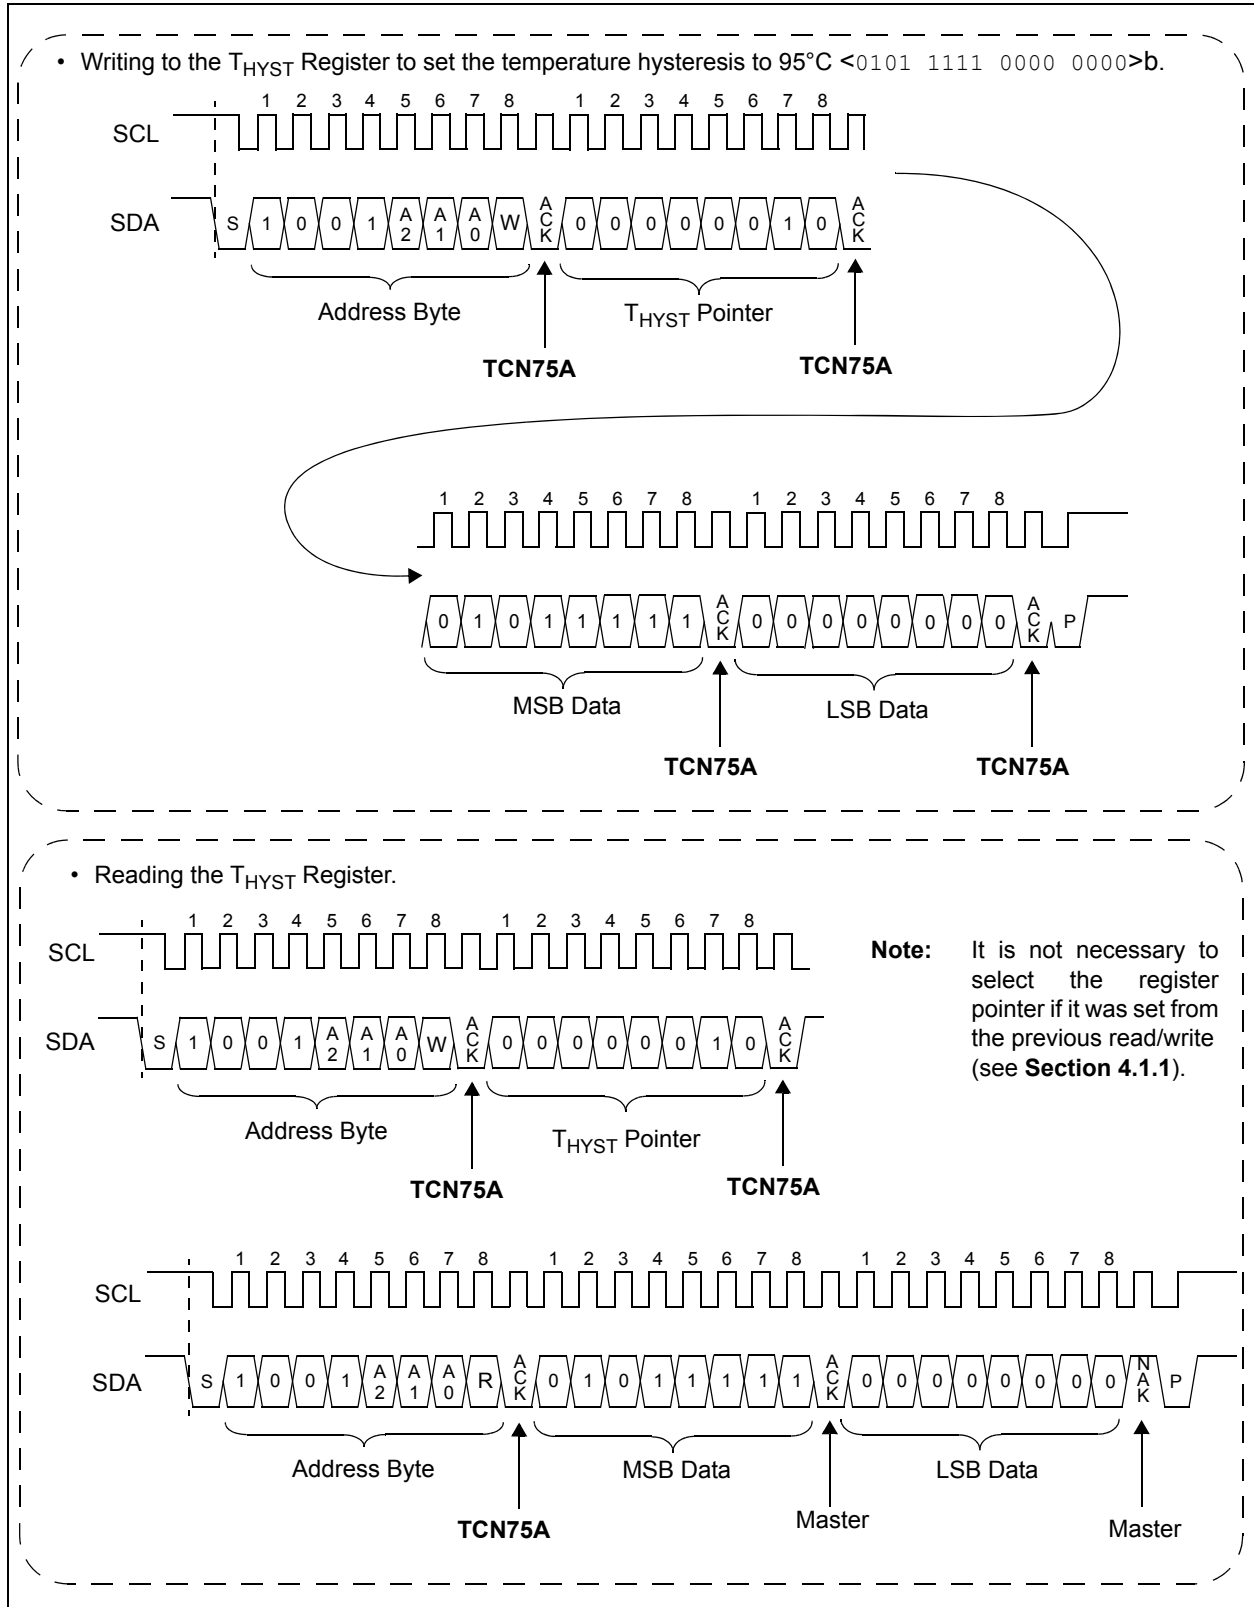 • Writing to the THYST Register to set the temperature hysteresis to 95°C <0101 1111 0000 0000>b.
1 2 3 4 5 6 7 8 1 2 3 4 5 6 7 8
SCL
SDA S 1 0 0 1 A2 A1 A0 W ACK 0 0 0 0 0 0 1 0 ACK
Address Byte THYST Pointer
TCN75A TCN75A
1 2 3 4 5 6 7 8 1 2 3 4 5 6 7 8
0 1 0 1 1 1 1 1 ACK 0 0 0 0 0 0 0 0 ACK P
MSB Data LSB Data
TCN75A TCN75A
• Reading the THYST Register.
1 2 3 4 5 6 7 8 1 2 3 4 5 6 7 8
SCL
SDA S 1 0 0 1 A2 A1 A0 W ACK 0 0 0 0 0 0 1 0 ACK
Address Byte THYST Pointer
TCN75A TCN75A
Note: It is not necessary to
select the register
pointer if it was set from
the previous read/write
(see Section 4.1.1).
1 2 3 4 5 6 7 8 1 2 3 4 5 6 7 8 1 2 3 4 5 6 7 8
SCL
SDA S 1 0 0 1 A2 A1 A0 R ACK 0 1 0 1 1 1 1 1 ACK 0 0 0 0 0 0 0 0 NAK P
Address Byte MSB Data LSB Data
TCN75A Master Master